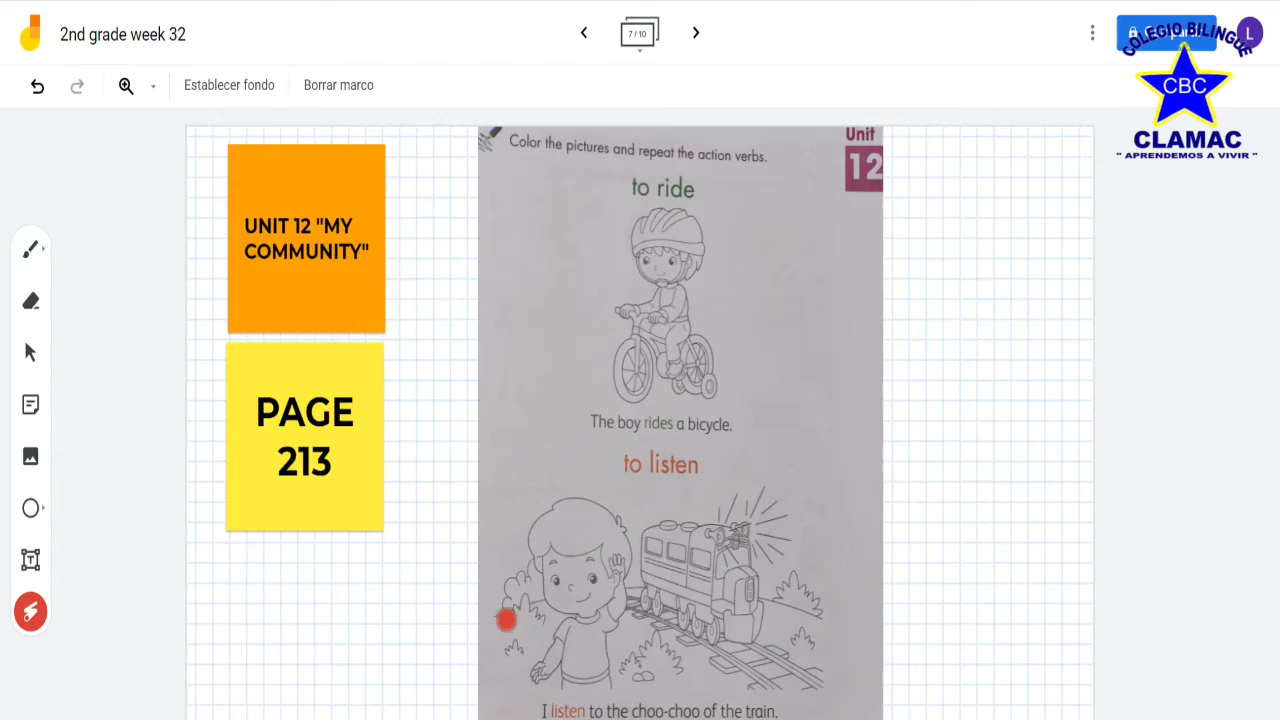 2nd grade week 32
7 / 10
L
COLEGIO BILINGUE
CBC
CLAMAC
" APRENDEMOS A VIVIR "
Establecer fondo
Borrar marco
UNIT 12 "MY
COMMUNITY"
PAGE
213
Color the pictures and repeat the action verbs.
Unit
12
to ride
The boy rides a bicycle.
to listen
I listen to the choo-choo of the train.
T